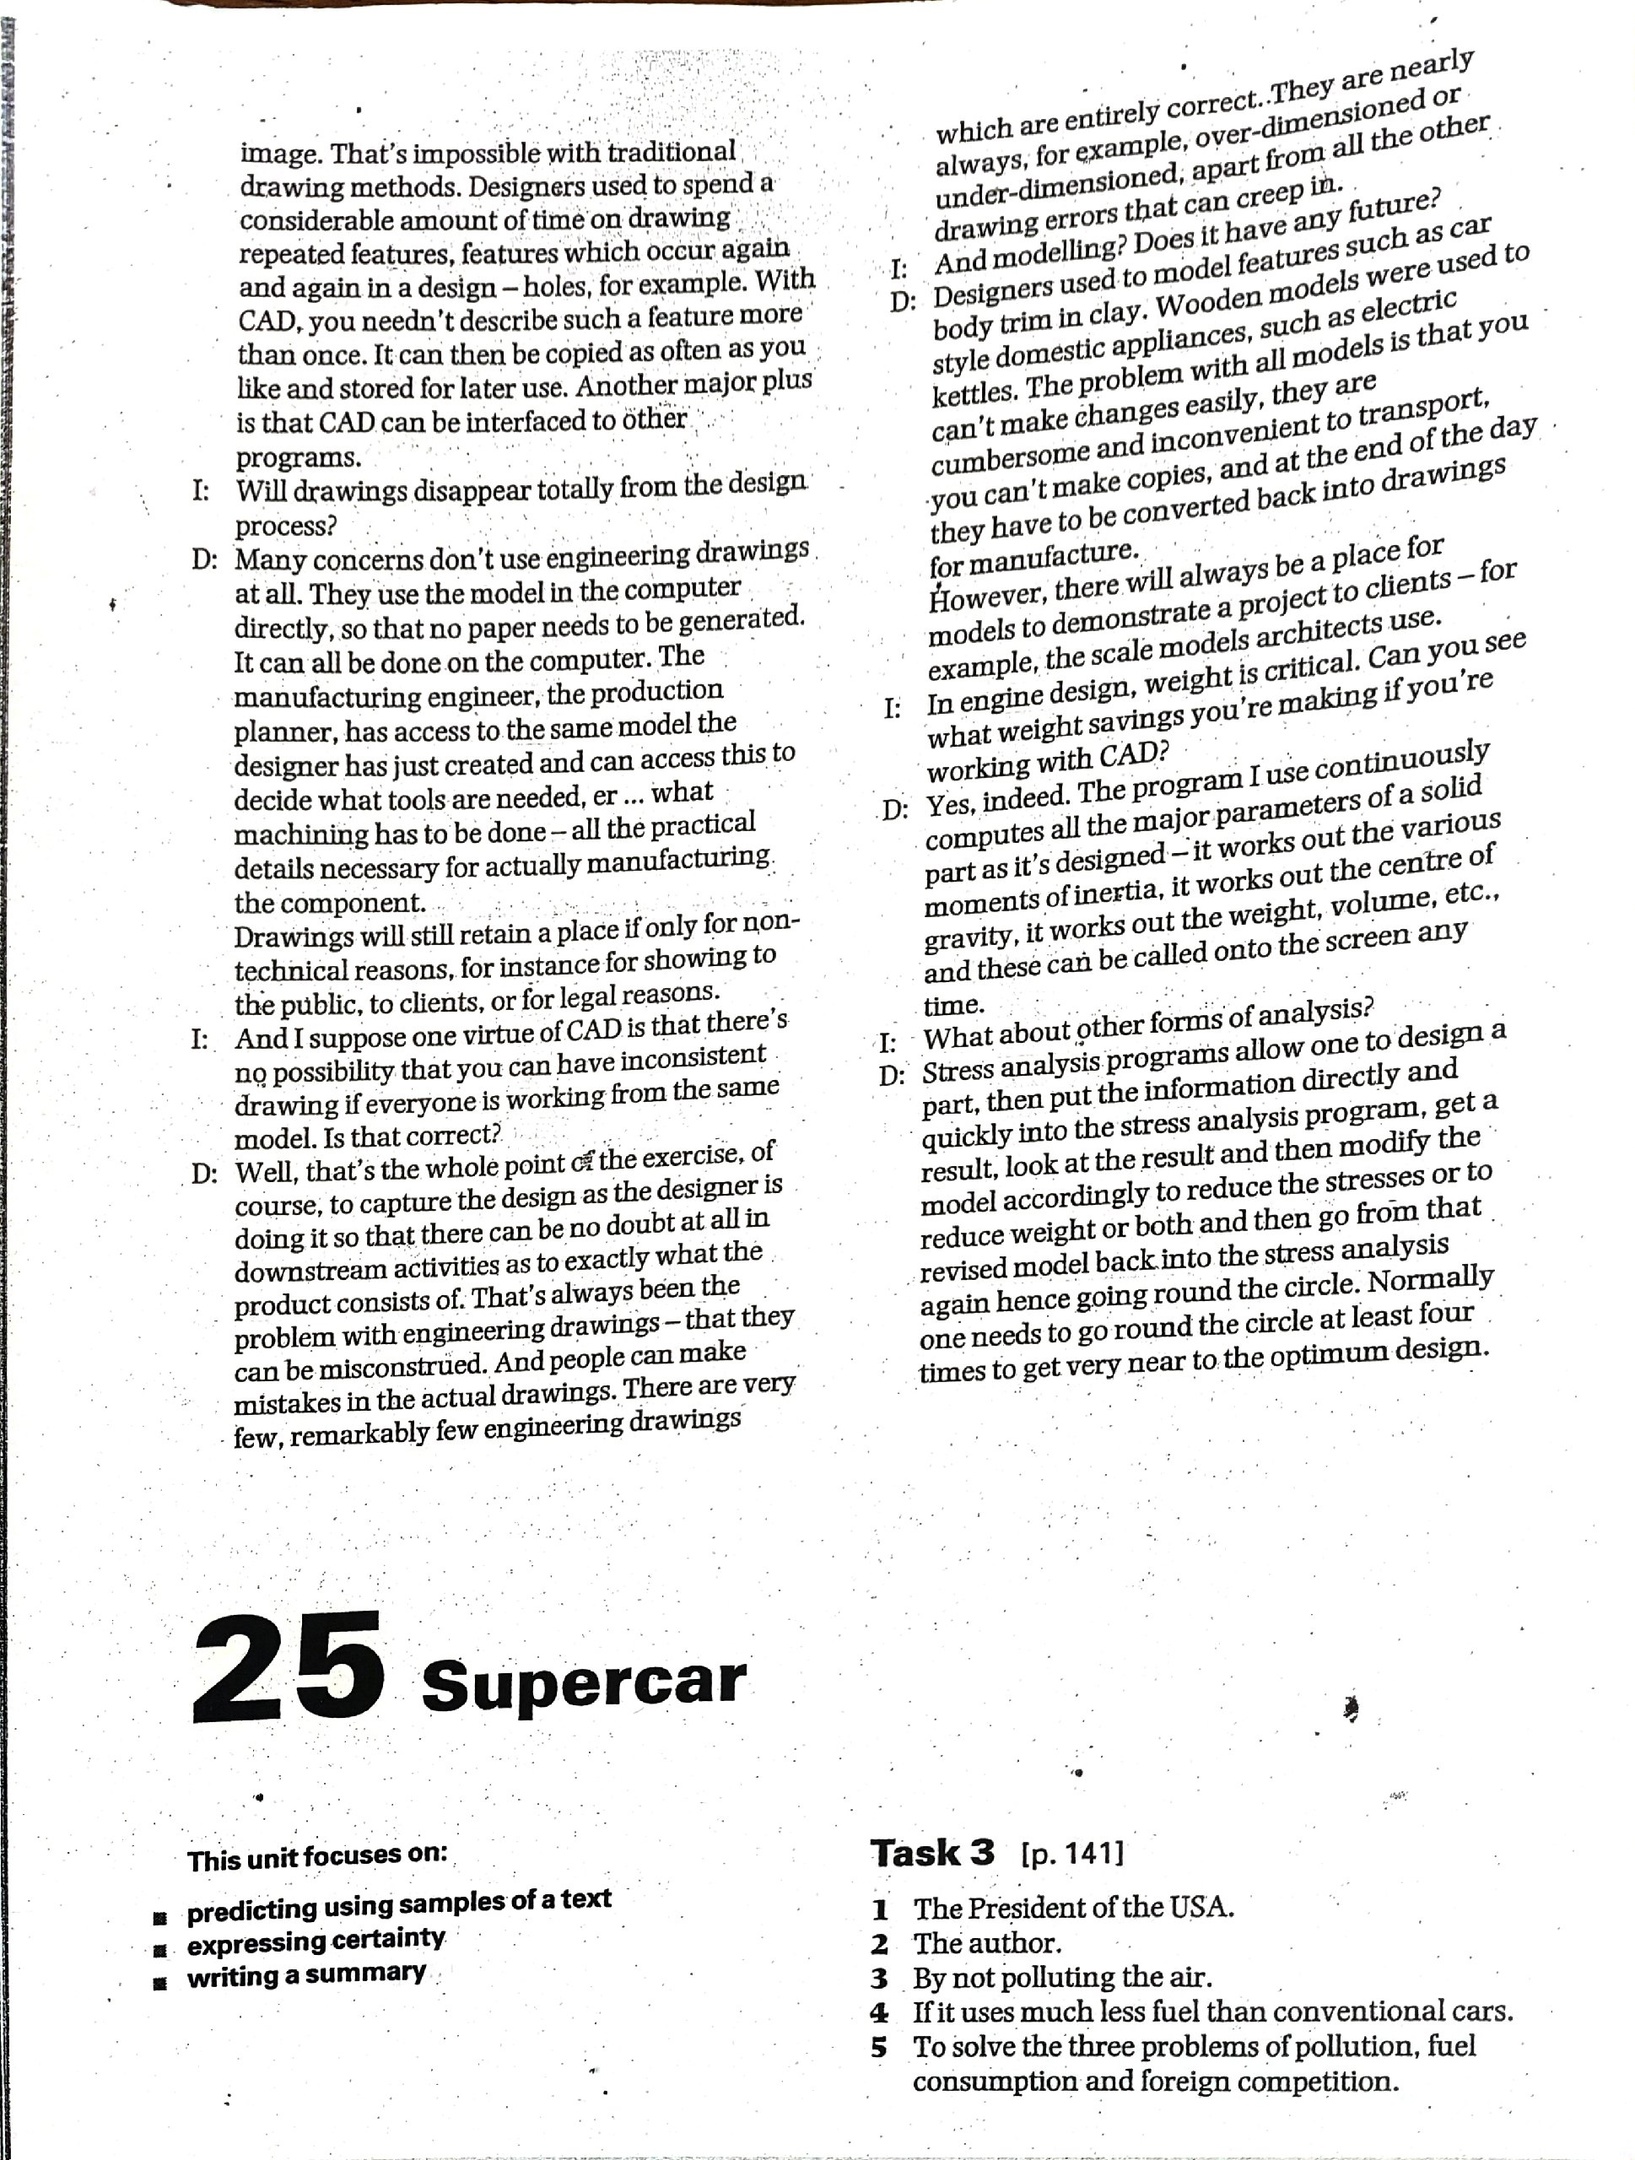 image. That's impossible with traditional
drawing methods. Designers used to spend a
considerable amount of time on drawing
repeated features, features which occur again
and again in a design – holes, for example. With
CAD, you needn't describe such a feature more
than once. It can then be copied as often as you
like and stored for later use. Another major plus
is that CAD can be interfaced to other
programs.
I: Will drawings disappear totally from the design
process?
D: Many concerns don't use engineering drawings
at all. They use the model in the computer
directly, so that no paper needs to be generated.
It can all be done on the computer. The
manufacturing engineer, the production
planner, has access to the same model the
designer has just created and can access this to
decide what tools are needed, er ... what
machining has to be done – all the practical
details necessary for actually manufacturing
the component.
Drawings will still retain a place if only for non-
technical reasons, for instance for showing to
the public, to clients, or for legal reasons.
I: And I suppose one virtue of CAD is that there's
no possibility that you can have inconsistent
drawing if everyone is working from the same
model. Is that correct?
D: Well, that's the whole point of the exercise, of
course, to capture the design as the designer is
doing it so that there can be no doubt at all in
downstream activities as to exactly what the
product consists of. That's always been the
problem with engineering drawings – that they
can be misconstrued. And people can make
mistakes in the actual drawings. There are very
few, remarkably few engineering drawings
which are entirely correct. They are nearly
always, for example, over-dimensioned or
under-dimensioned, apart from all the other
drawing errors that can creep in.
I: And modelling? Does it have any future?
D: Designers used to model features such as car
body trim in clay. Wooden models were used to
style domestic appliances, such as electric
kettles. The problem with all models is that you
can't make changes easily, they are
cumbersome and inconvenient to transport,
you can't make copies, and at the end of the day
they have to be converted back into drawings
for manufacture.
However, there will always be a place for
models to demonstrate a project to clients – for
example, the scale models architects use.
I: In engine design, weight is critical. Can you see
what weight savings you're making if you're
working with CAD?
D: Yes, indeed. The program I use continuously
computes all the major parameters of a solid
part as it's designed – it works out the various
moments of inertia, it works out the centre of
gravity, it works out the weight, volume, etc.,
and these can be called onto the screen any
time.
I: What about other forms of analysis?
D: Stress analysis programs allow one to design a
part, then put the information directly and
quickly into the stress analysis program, get a
result, look at the result and then modify the
model accordingly to reduce the stresses or to
reduce weight or both and then go from that
revised model back into the stress analysis
again hence going round the circle. Normally
one needs to go round the circle at least four
times to get very near to the optimum design.
25 Supercar
This unit focuses on:
■ predicting using samples of a text
■ expressing certainty
■ writing a summary
Task 3 [p. 141]
1 The President of the USA.
2 The author.
3 By not polluting the air.
4 If it uses much less fuel than conventional cars.
5 To solve the three problems of pollution, fuel
consumption and foreign competition.